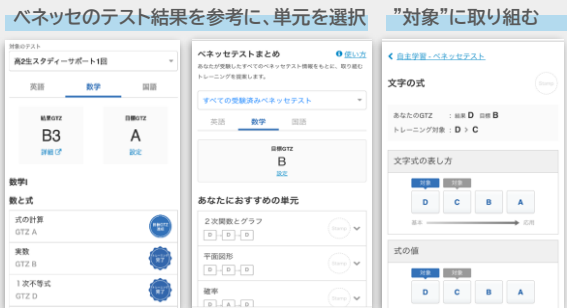 ベネッセのテスト結果を参考に、単元を選択
”対象”に取り組む
対象のテスト
高2生スタディーサポート1回
英語 数学 国語
結果GTZ
B3
詳細
目標GTZ
A
設定
数学I
数と式
式の計算
GTZ A
実数
GTZ B
1次不等式
GTZ D
ベネッセテストまとめ
使い方
あなたが受験したすべてのベネッセテスト情報をもとに、取り組む
トレーニングを提案します。
すべての受験済みベネッセテスト
英語 数学 国語
目標GTZ
B
設定
あなたにおすすめの単元
2次関数とグラフ
D D D
平面図形
D D D
確率
D A D
自主学習 - ベネッセテスト
文字の式
あなたのGTZ : 結果 D 目標 B
トレーニング対象 : D > C
文字式の表し方
対象 対象
D C B A
基本 応用
式の値
対象 対象
D C B A